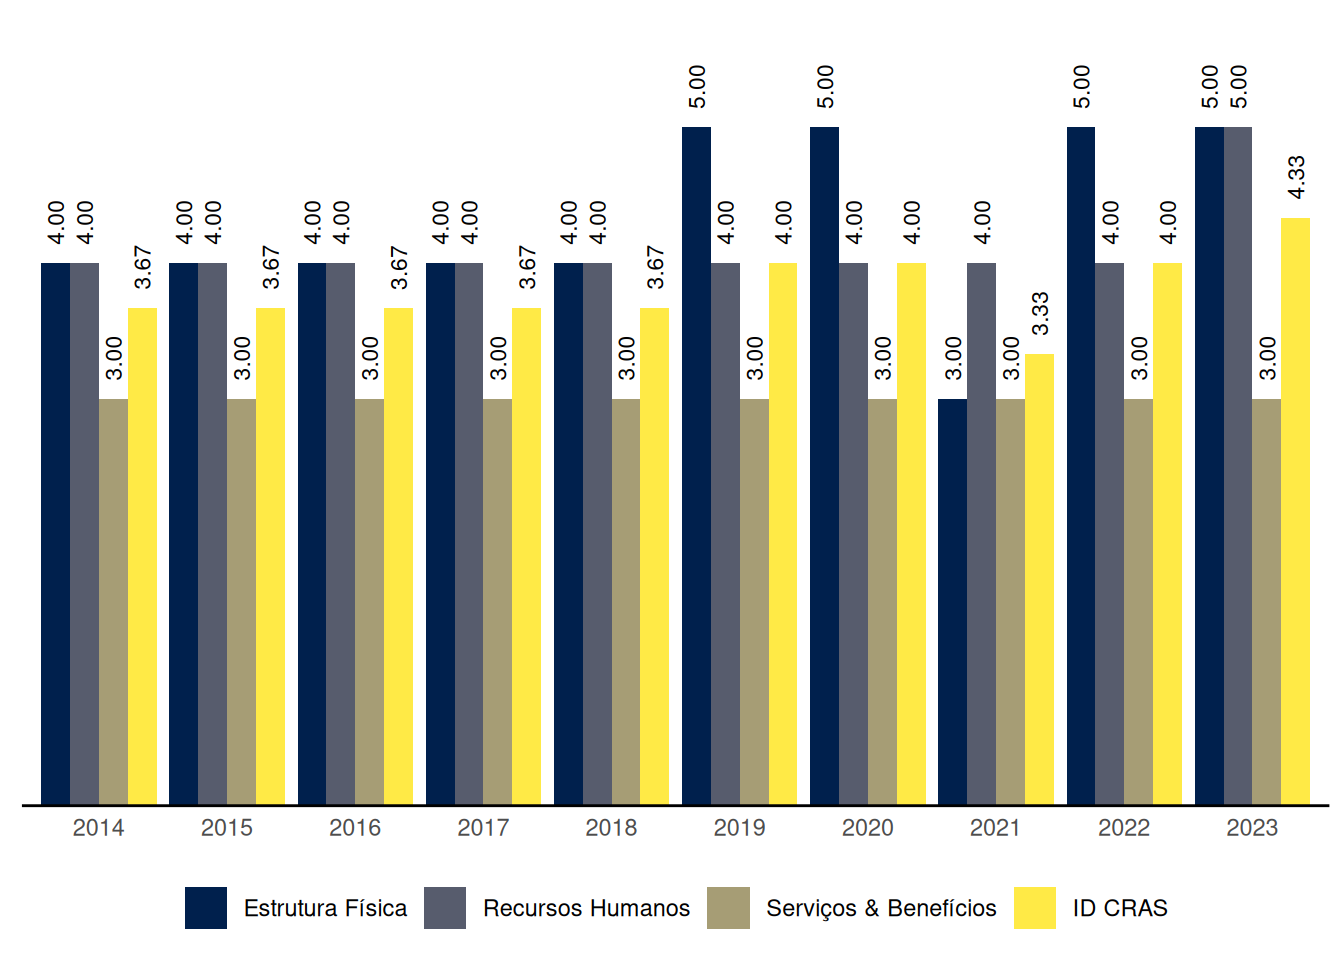 5.00 5.00 5.00 5.00 5.00
4.33
4.00 4.00 4.00 4.00 4.00 4.00 4.00 4.00 4.00 4.00 4.00 4.00 4.00 4.00 4.00 4.00 4.00
3.67 3.67 3.67 3.67 3.67
3.33
3.00 3.00 3.00 3.00 3.00 3.00 3.00 3.00 3.00 3.00 3.00
2014 2015 2016 2017 2018 2019 2020 2021 2022 2023
Estrutura Física Recursos Humanos Serviços & Benefícios ID CRAS